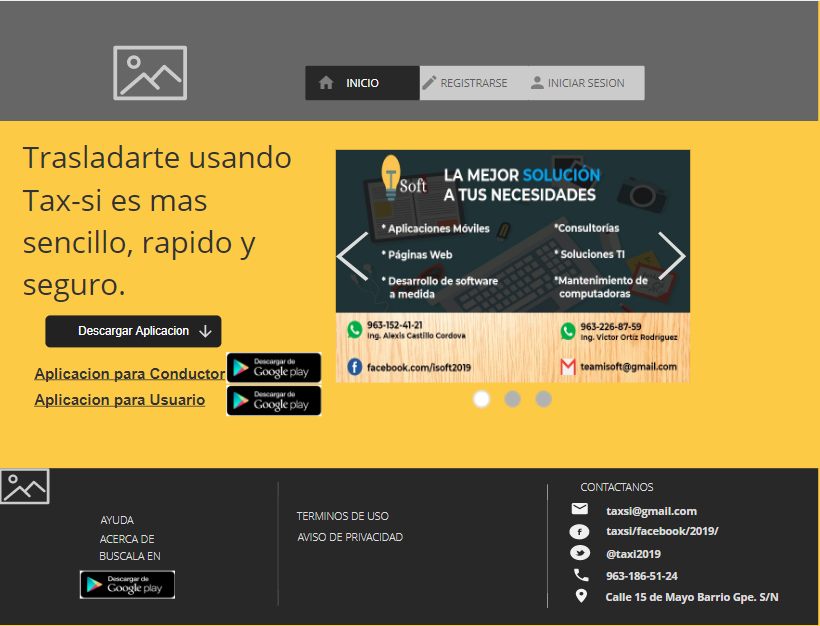 INICIO
REGISTRARSE
INICIAR SESION
Trasladarte usando
Tax-si es mas
sencillo, rapido y
seguro.
Descargar Aplicacion
Aplicacion para Conductor
Descargar de
Google play
Aplicacion para Usuario
Descargar de
Google play
TSoft
LA MEJOR SOLUCIÓN
A TUS NECESIDADES
* Aplicaciones Móviles
* Páginas Web
* Desarrollo de software
a medida
*Consultorías
* Soluciones TI
*Mantenimiento de
computadoras
963-152-41-21
Ing. Alexis Castillo Cordova
963-226-87-59
Ing. Victor Ortiz Rodriguez
facebook.com/isoft2019
teamisoft@gmail.com
AYUDA
ACERCA DE
BUSCALA EN
Descargar de
Google play
TERMINOS DE USO
AVISO DE PRIVACIDAD
CONTACTANOS
taxsi@gmail.com
taxsi/facebook/2019/
@taxi2019
963-186-51-24
Calle 15 de Mayo Barrio Gpe. S/N